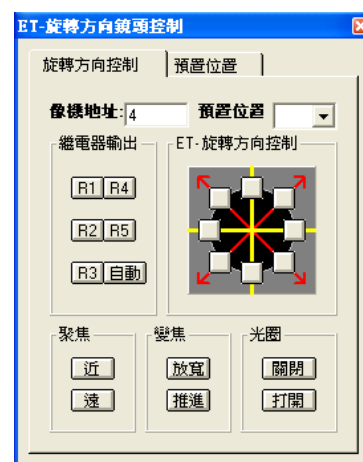 ET-旋轉方向鏡頭控制
旋轉方向控制 預置位置
像機地址: 4 預置位置
繼電器輸出 ET-旋轉方向控制
R1 R4
R2 R5
R3 自動
聚焦 變焦 光圈
近 放寬 關閉
遠 推進 打開